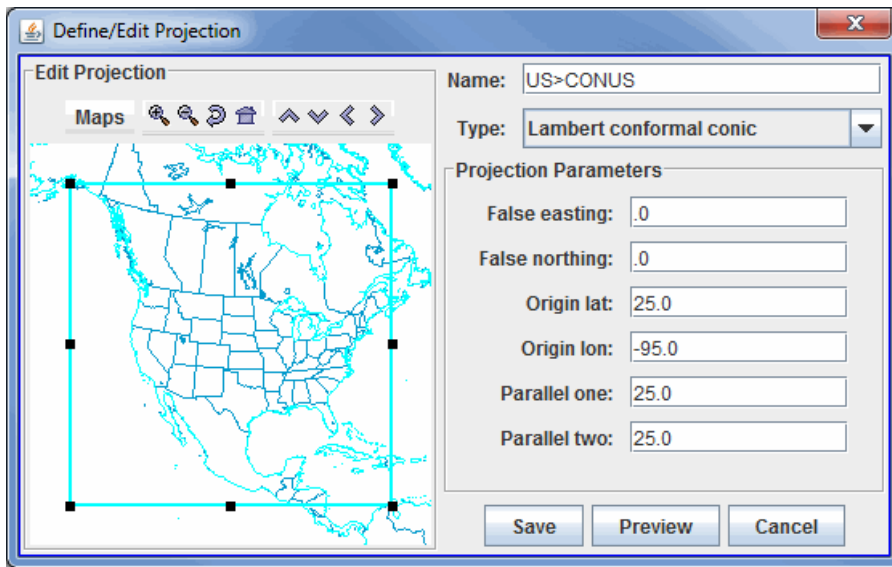 Define/Edit Projection
Edit Projection
Maps
Name: US>CONUS
Type: Lambert conformal conic
Projection Parameters
False easting: .0
False northing: .0
Origin lat: 25.0
Origin lon: -95.0
Parallel one: 25.0
Parallel two: 25.0
Save Preview Cancel